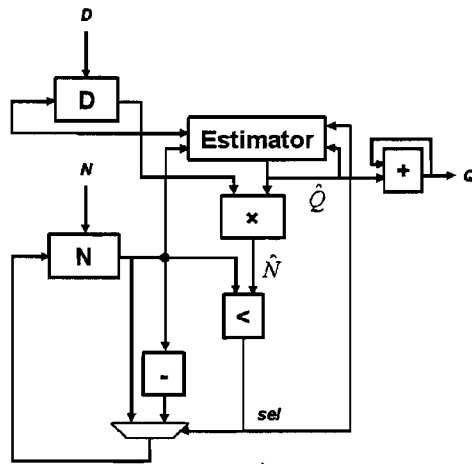 D
D
Estimator
+
Q
N
Q̂
×
N
N̂
<
-
sel